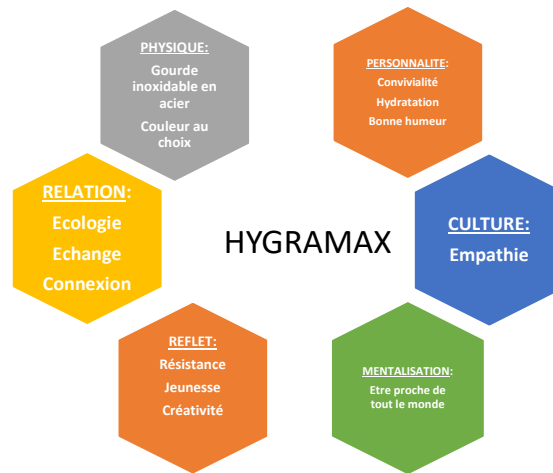 PHYSIQUE:
Gourde
inoxidable en
acier
Couleur au
choix
PERSONNALITE:
Convivialité
Hydratation
Bonne humeur
RELATION:
Ecologie
Echange
Connexion
HYGRAMAX
CULTURE:
Empathie
REFLET:
Résistance
Jeunesse
Créativité
MENTALISATION:
Etre proche de
tout le monde